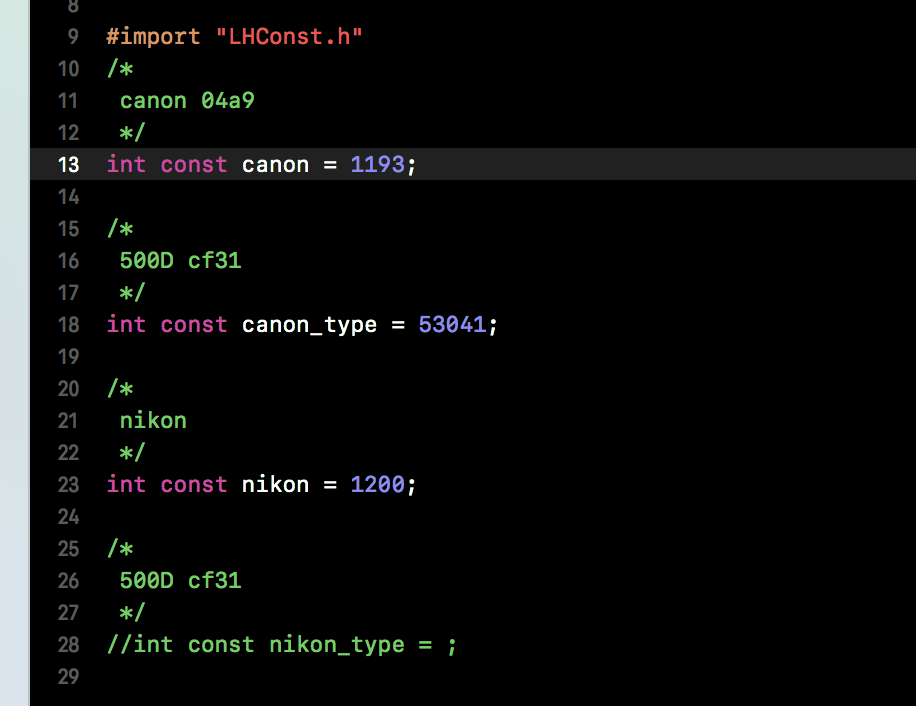 8
9 #import "LHConst.h"
10 /*
11  canon 04a9
12  */
13 int const canon = 1193;
14
15 /*
16  500D cf31
17  */
18 int const canon_type = 53041;
19
20 /*
21  nikon
22  */
23 int const nikon = 1200;
24
25 /*
26  500D cf31
27  */
28 //int const nikon_type = ;
29